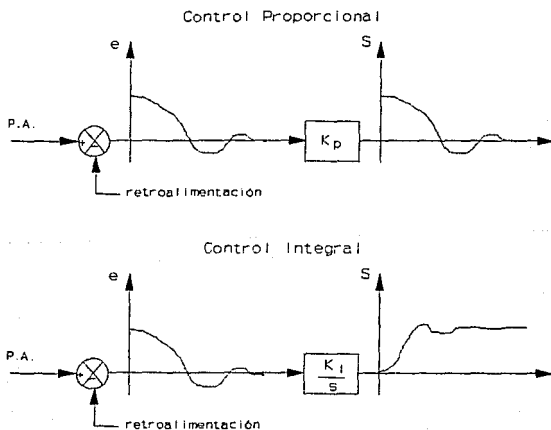 Control Proporcional
e
S
P.A.
+
-
Kp
retroalimentación
Control Integral
e
S
P.A.
+
-
KI
s
retroalimentación